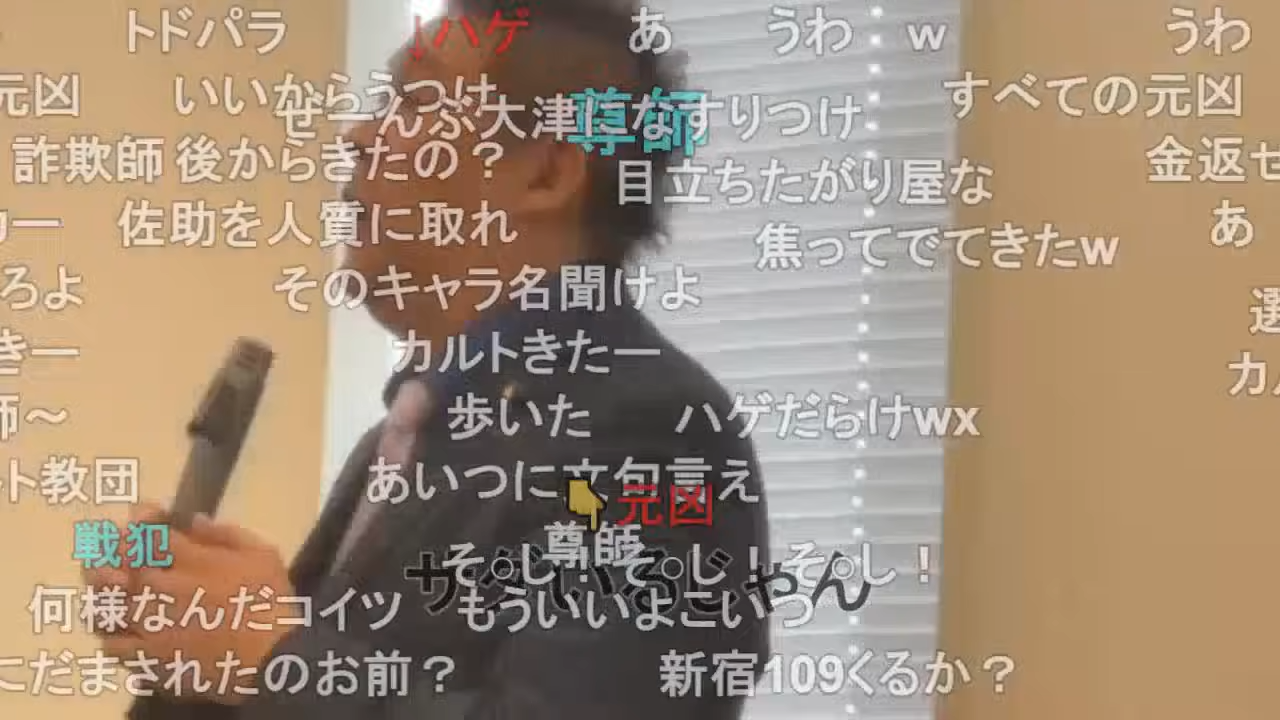 トドパラ
↓ハゲ
あ
うわ
w
うわ
元凶
いいからうつけ
ぜーんぶ大津になすりつけ
尊師
すべての元凶
詐欺師
後からきたの？
目立ちたがり屋な
金返せ
佐助を人質に取れ
焦ってでてきたw
あ
ろよ
そのキャラ名聞けよ
きー
カルトきたー
師～
歩いた
ハゲだらけwx
ト教団
あいつに文句言え
👇元凶
戦犯
尊師
そ○し！そ○し！そ○し！
サダいるじゃん
何様なんだコイツ
もういいよこいつ
にだまされたのお前？
新宿109くるか？